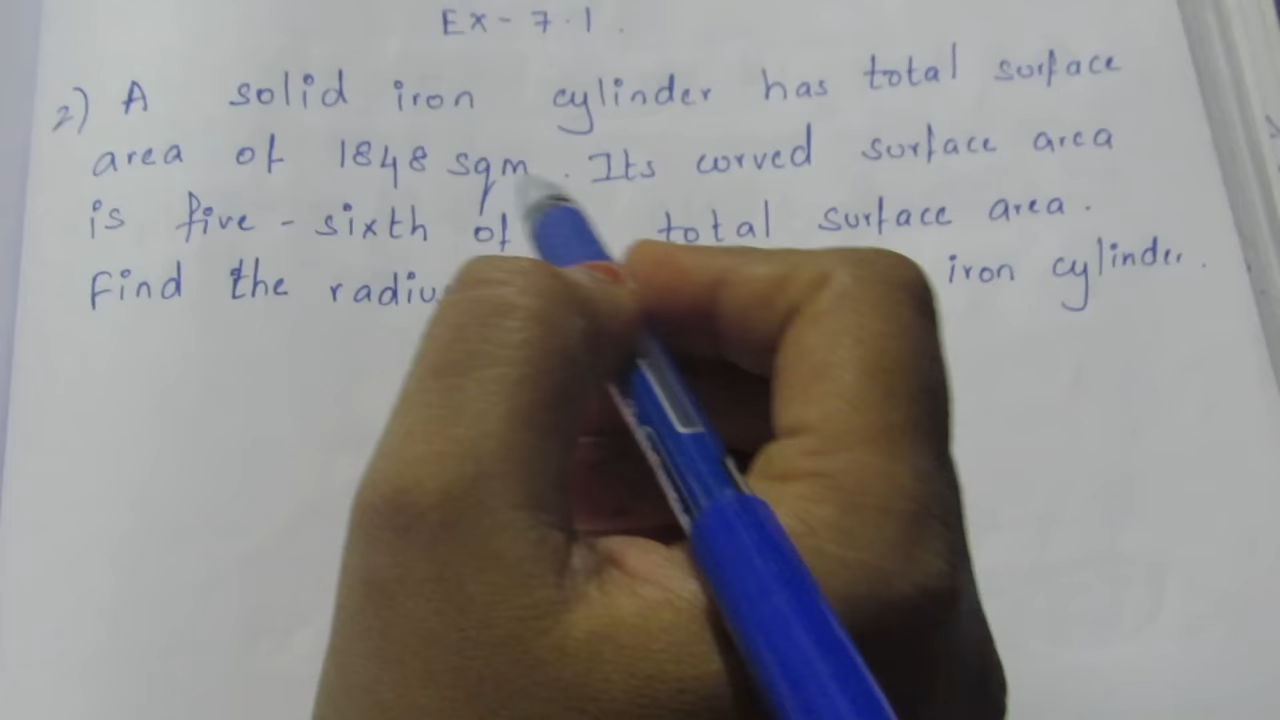 Ex - 7.1.
2) A solid iron cylinder has total surface
area of 1848 sqm. Its corved surface area
is five - sixth of total surface area.
Find the radiu iron cylinder.